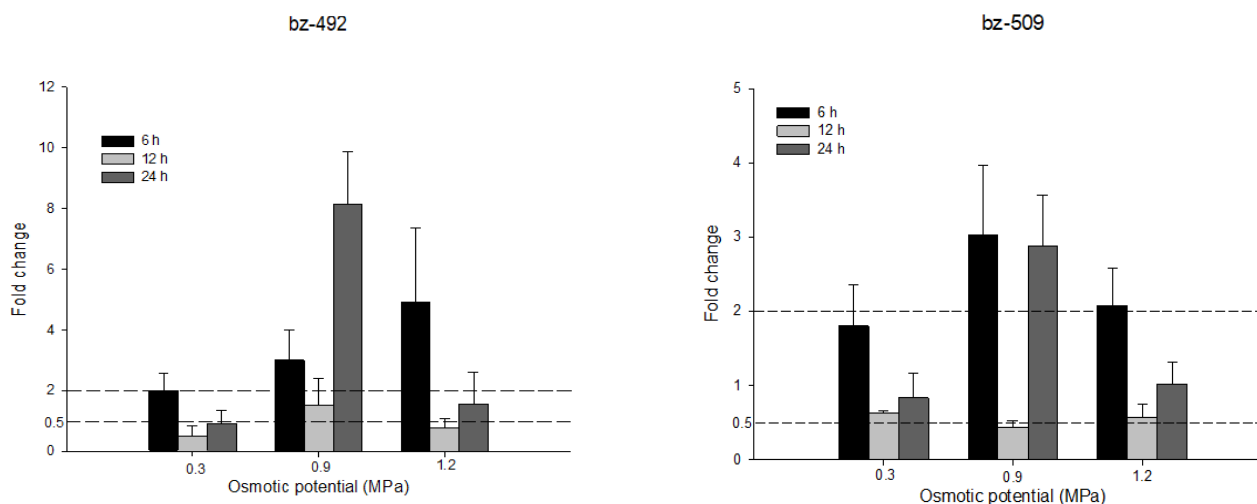 bz-492
12
10
8
6
4
2
0.5
0
Fold change
6 h
12 h
24 h
0.3
0.9
1.2
Osmotic potential (MPa)
bz-509
5
4
3
2
1
0.5
0
Fold change
6 h
12 h
24 h
0.3
0.9
1.2
Osmotic potential (MPa)